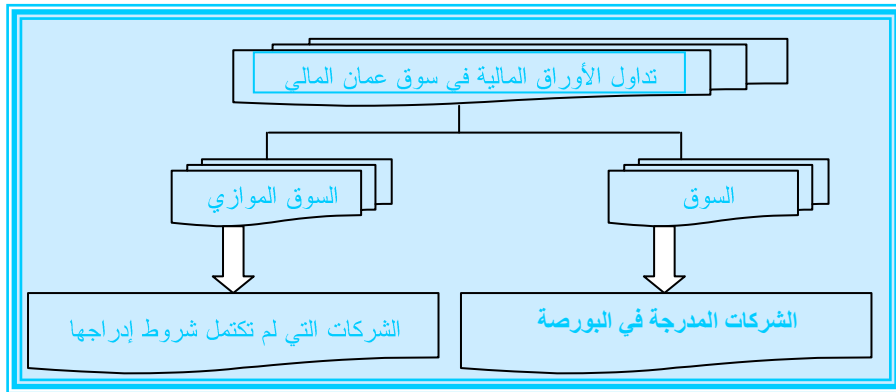 تداول الأوراق المالية في سوق عمان المالي
السوق
السوق الموازي
الشركات المدرجة في البورصة
الشركات التي لم تكتمل شروط إدراجها